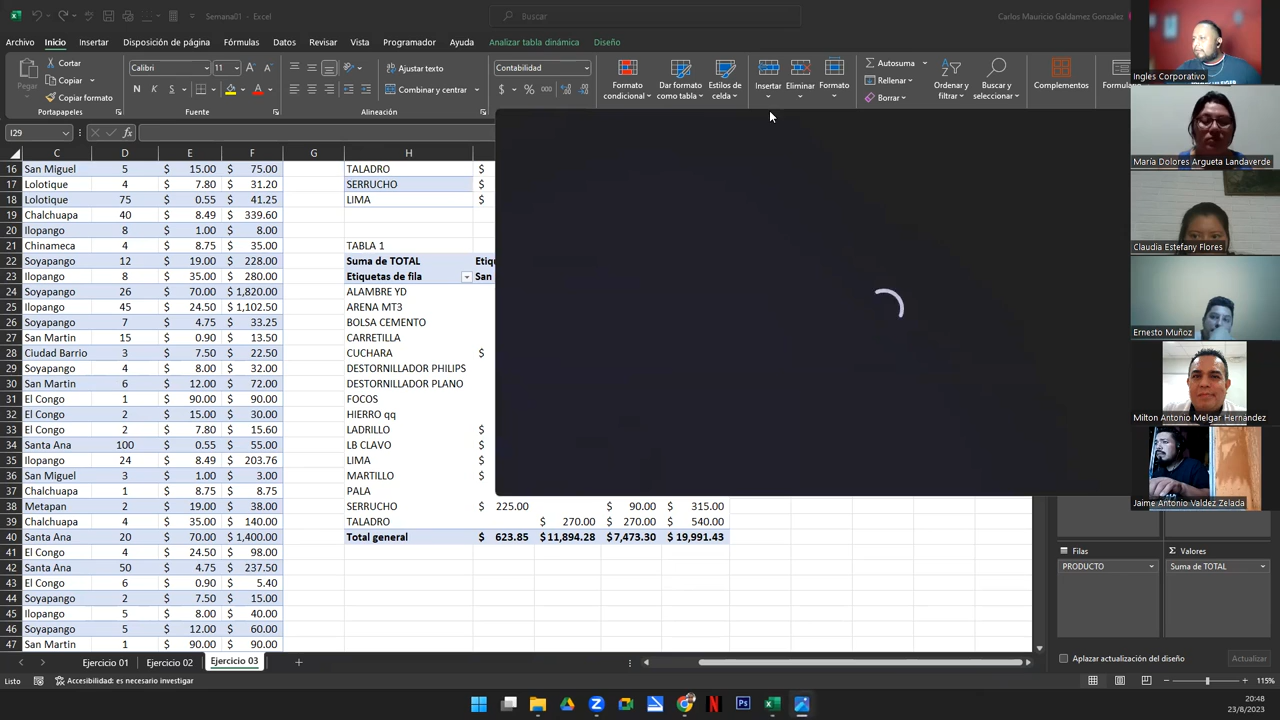 Semana01 - Excel
Buscar
Carlos Mauricio Galdamez Gonzalez
Archivo Inicio Insertar Disposición de página Fórmulas Datos Revisar Vista Programador Ayuda Analizar tabla dinámica Diseño
Pegar
Cortar
Copiar
Copiar formato
Portapapeles
Calibri 11
N K S
Fuente
Ajustar texto
Combinar y centrar
Alineación
Contabilidad
Formato condicional
Dar formato como tabla
Estilos de celda
Insertar
Eliminar
Formato
Autosuma
Rellenar
Borrar
Ordenar y filtrar
Buscar y seleccionar
Complementos
Complementos
Ingles Corporativo
María Dolores Argueta Landaverde
Claudia Estefany Flores
Ernesto Muñoz
Milton Antonio Melgar Hernández
Jaime Antonio Valdez Zelada
I29
C D E F G H
16 San Miguel 5 $ 15.00 $ 75.00 TALADRO $
17 Lolotique 4 $ 7.80 $ 31.20 SERRUCHO $
18 Lolotique 75 $ 0.55 $ 41.25 LIMA $
19 Chalchuapa 40 $ 8.49 $ 339.60
20 Ilopango 8 $ 1.00 $ 8.00
21 Chinameca 4 $ 8.75 $ 35.00 TABLA 1
22 Soyapango 12 $ 19.00 $ 228.00 Suma de TOTAL Etiqu
23 Ilopango 8 $ 35.00 $ 280.00 Etiquetas de fila San
24 Soyapango 26 $ 70.00 $ 1,820.00 ALAMBRE YD
25 Ilopango 45 $ 24.50 $ 1,102.50 ARENA MT3
26 Soyapango 7 $ 4.75 $ 33.25 BOLSA CEMENTO
27 San Martin 15 $ 0.90 $ 13.50 CARRETILLA
28 Ciudad Barrio 3 $ 7.50 $ 22.50 CUCHARA $
29 Soyapango 4 $ 8.00 $ 32.00 DESTORNILLADOR PHILIPS
30 San Martin 6 $ 12.00 $ 72.00 DESTORNILLADOR PLANO
31 El Congo 1 $ 90.00 $ 90.00 FOCOS
32 El Congo 2 $ 15.00 $ 30.00 HIERRO qq
33 El Congo 2 $ 7.80 $ 15.60 LADRILLO $
34 Santa Ana 100 $ 0.55 $ 55.00 LB CLAVO $
35 Ilopango 24 $ 8.49 $ 203.76 LIMA $
36 San Miguel 3 $ 1.00 $ 3.00 MARTILLO $
37 Chalchuapa 1 $ 8.75 $ 8.75 PALA
38 Metapan 2 $ 19.00 $ 38.00 SERRUCHO $ 225.00 $ 90.00 $ 315.00
39 Chalchuapa 4 $ 35.00 $ 140.00 TALADRO $ 270.00 $ 270.00 $ 540.00
40 Santa Ana 20 $ 70.00 $ 1,400.00 Total general $ 623.85 $ 11,894.28 $ 7,473.30 $ 19,991.43
41 El Congo 4 $ 24.50 $ 98.00
42 Santa Ana 50 $ 4.75 $ 237.50
43 El Congo 6 $ 0.90 $ 5.40
44 Soyapango 2 $ 7.50 $ 15.00
45 Ilopango 5 $ 8.00 $ 40.00
46 Soyapango 5 $ 12.00 $ 60.00
47 San Martin 1 $ 90.00 $ 90.00
Filas
PRODUCTO
Σ Valores
Suma de TOTAL
Aplazar actualización del diseño
Actualizar
Ejercicio 01 Ejercicio 02 Ejercicio 03
Listo
Accesibilidad: es necesario investigar
115%
20:48
23/8/2023